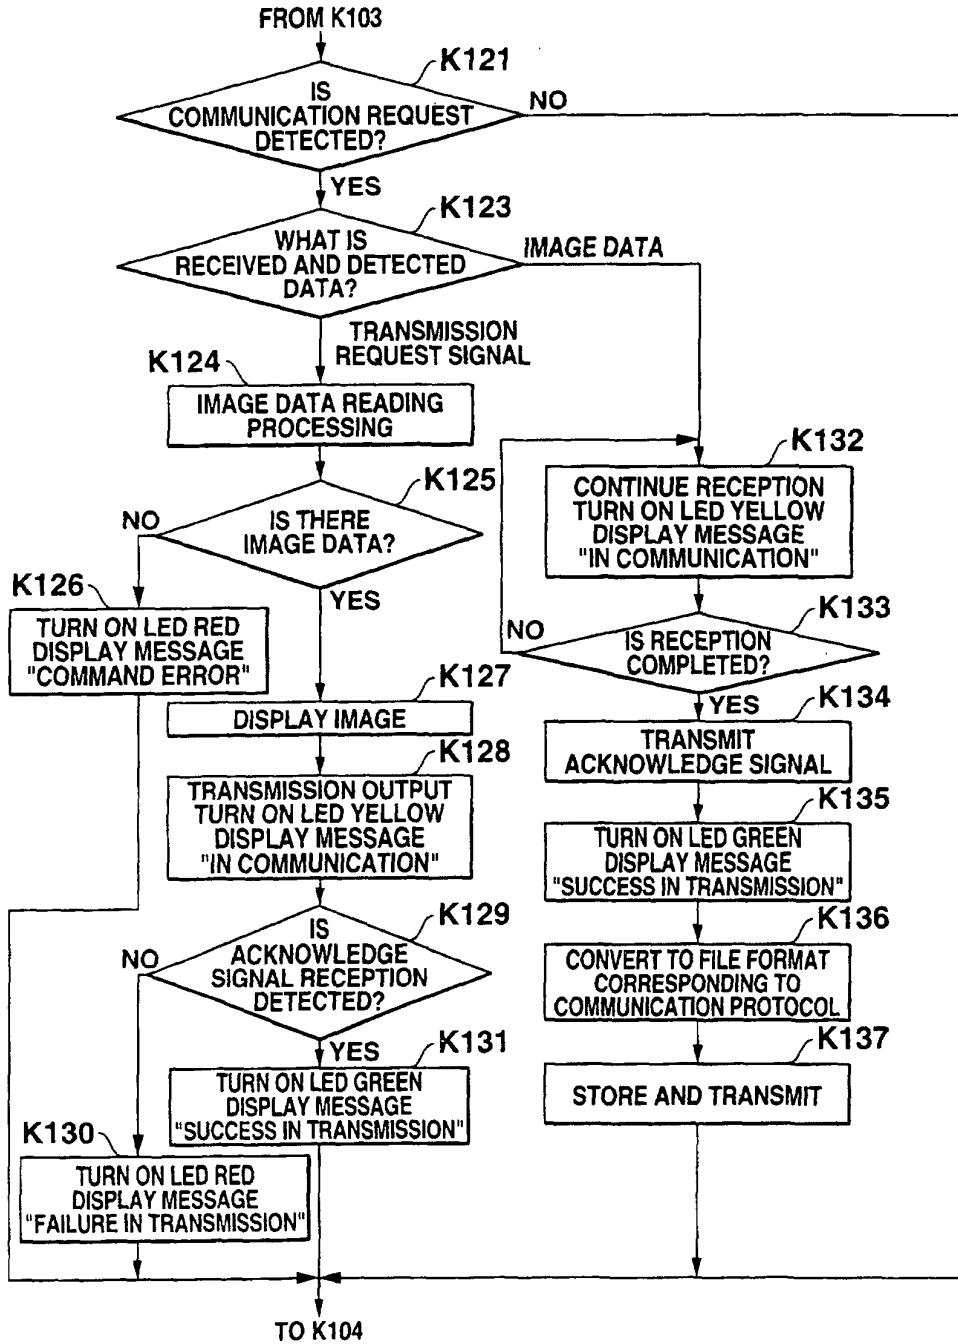 FROM K103
K121
IS
COMMUNICATION REQUEST
DETECTED?
NO
YES
K123
WHAT IS
RECEIVED AND DETECTED
DATA?
IMAGE DATA
TRANSMISSION
REQUEST SIGNAL
K124
IMAGE DATA READING
PROCESSING
K125
IS THERE
IMAGE DATA?
NO
YES
K126
TURN ON LED RED
DISPLAY MESSAGE
"COMMAND ERROR"
K127
DISPLAY IMAGE
K128
TRANSMISSION OUTPUT
TURN ON LED YELLOW
DISPLAY MESSAGE
"IN COMMUNICATION"
K129
IS
ACKNOWLEDGE
SIGNAL RECEPTION
DETECTED?
NO
YES
K131
TURN ON LED GREEN
DISPLAY MESSAGE
"SUCCESS IN TRANSMISSION"
K130
TURN ON LED RED
DISPLAY MESSAGE
"FAILURE IN TRANSMISSION"
K132
CONTINUE RECEPTION
TURN ON LED YELLOW
DISPLAY MESSAGE
"IN COMMUNICATION"
K133
NO
IS RECEPTION
COMPLETED?
YES
K134
TRANSMIT
ACKNOWLEDGE SIGNAL
K135
TURN ON LED GREEN
DISPLAY MESSAGE
"SUCCESS IN TRANSMISSION"
K136
CONVERT TO FILE FORMAT
CORRESPONDING TO
COMMUNICATION PROTOCOL
K137
STORE AND TRANSMIT
TO K104